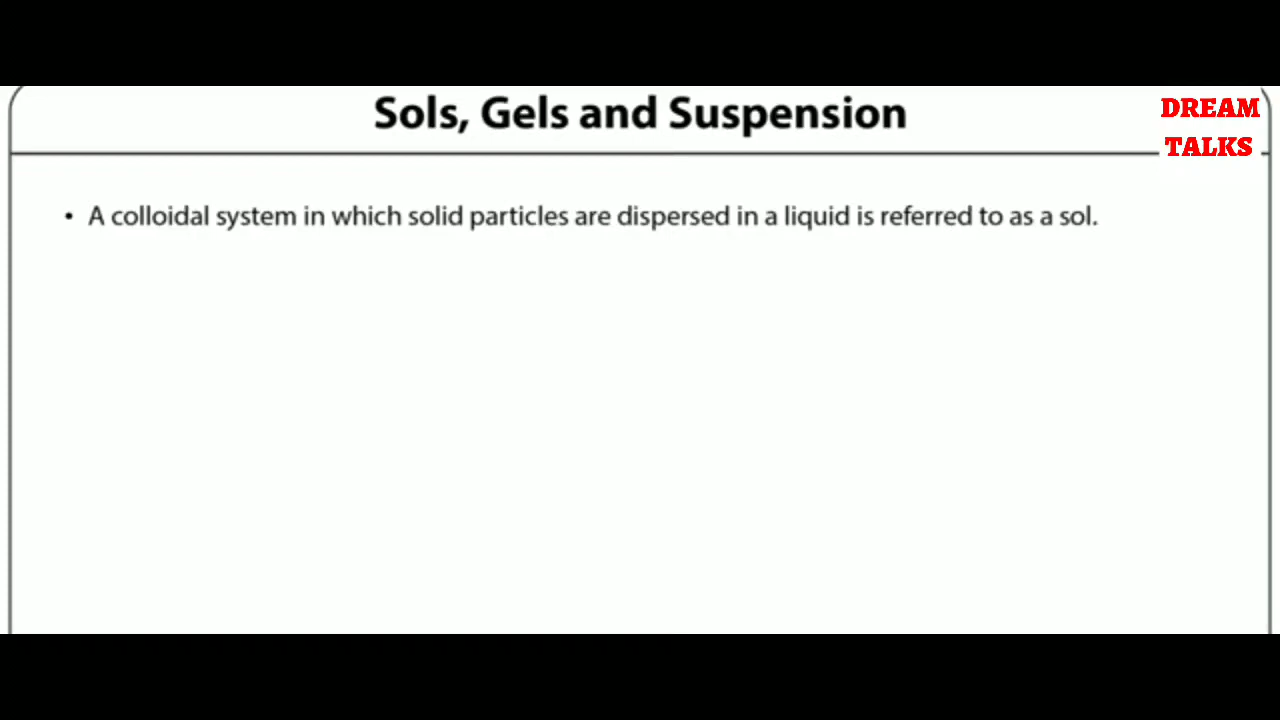 Sols, Gels and Suspension
DREAM
TALKS
• A colloidal system in which solid particles are dispersed in a liquid is referred to as a sol.